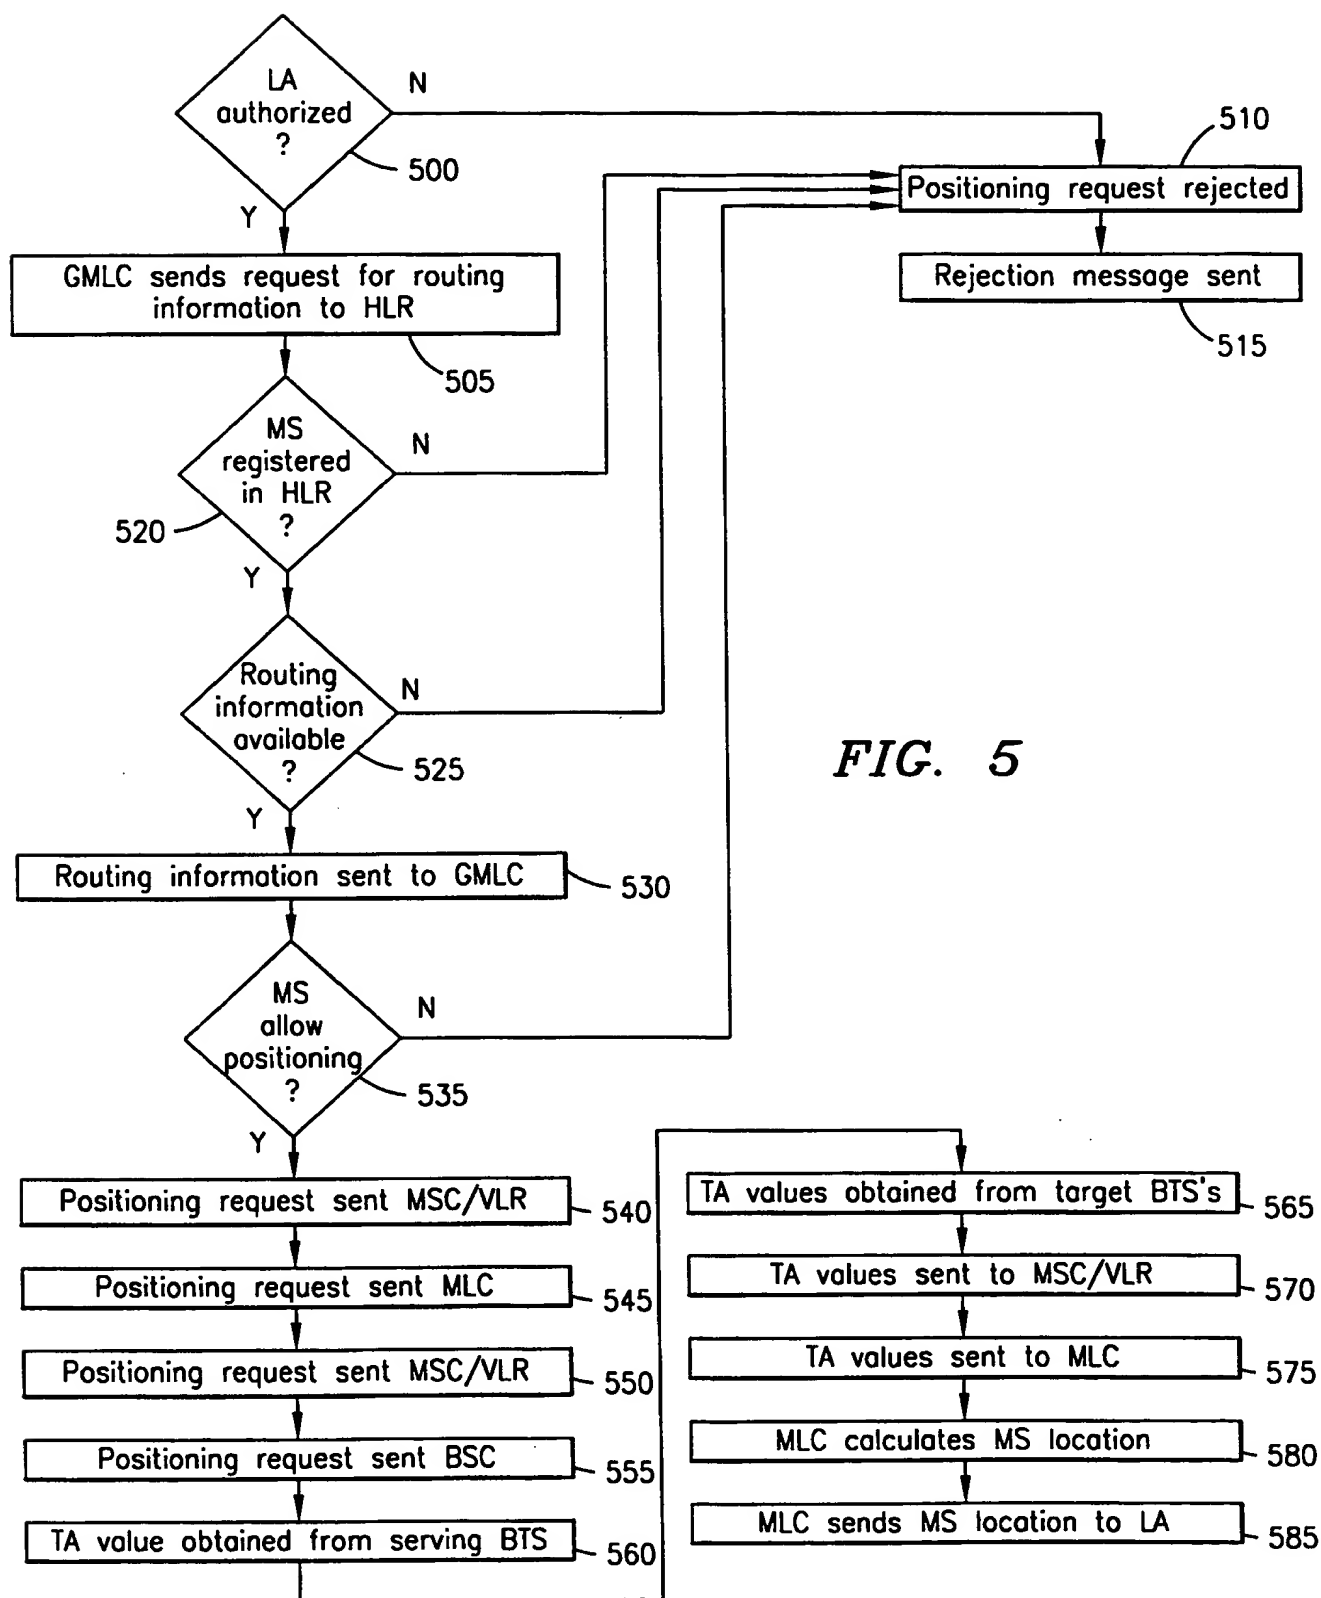 LA
authorized
?
N
500
Y
510
Positioning request rejected
Rejection message sent
515
GMLC sends request for routing
information to HLR
505
MS
registered
in HLR
?
N
520
Y
Routing
information
available
?
N
525
Y
FIG. 5
Routing information sent to GMLC
530
MS
allow
positioning
?
N
535
Y
Positioning request sent MSC/VLR
540
Positioning request sent MLC
545
Positioning request sent MSC/VLR
550
Positioning request sent BSC
555
TA value obtained from serving BTS
560
TA values obtained from target BTS's
565
TA values sent to MSC/VLR
570
TA values sent to MLC
575
MLC calculates MS location
580
MLC sends MS location to LA
585